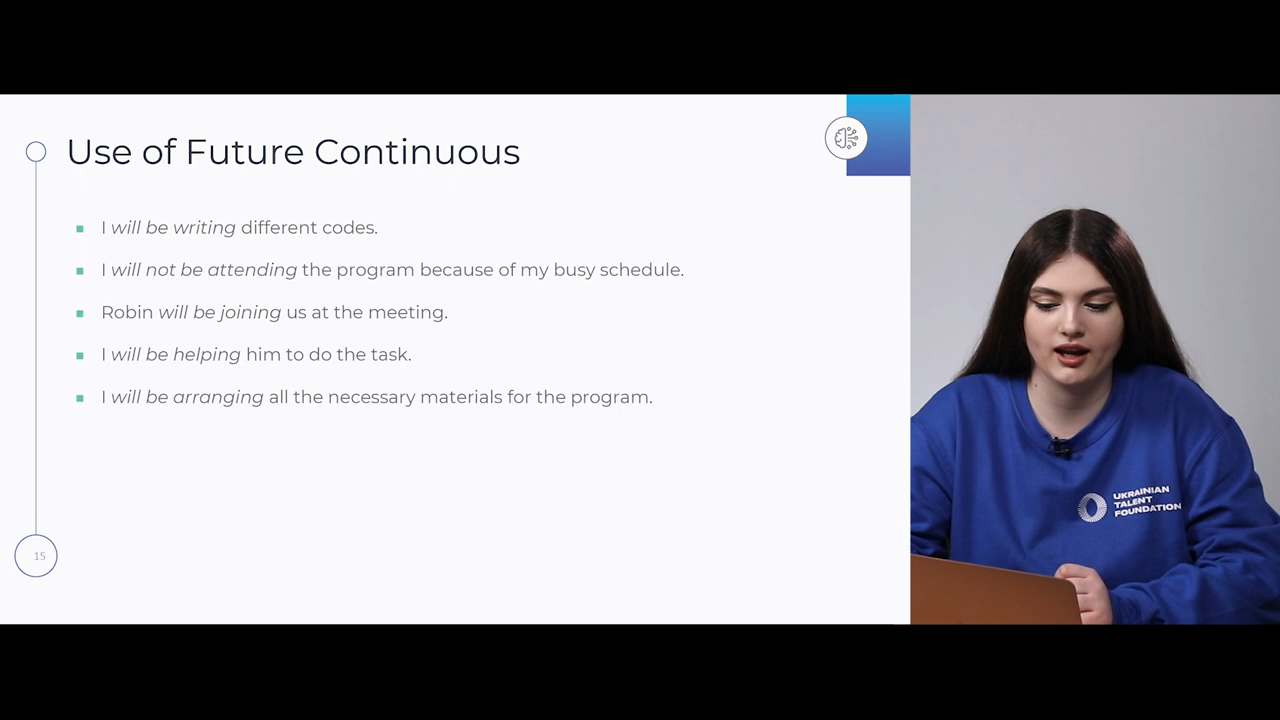 Use of Future Continuous
I will be writing different codes.
I will not be attending the program because of my busy schedule.
Robin will be joining us at the meeting.
I will be helping him to do the task.
I will be arranging all the necessary materials for the program.
15
UKRAINIAN
TALENT
FOUNDATION